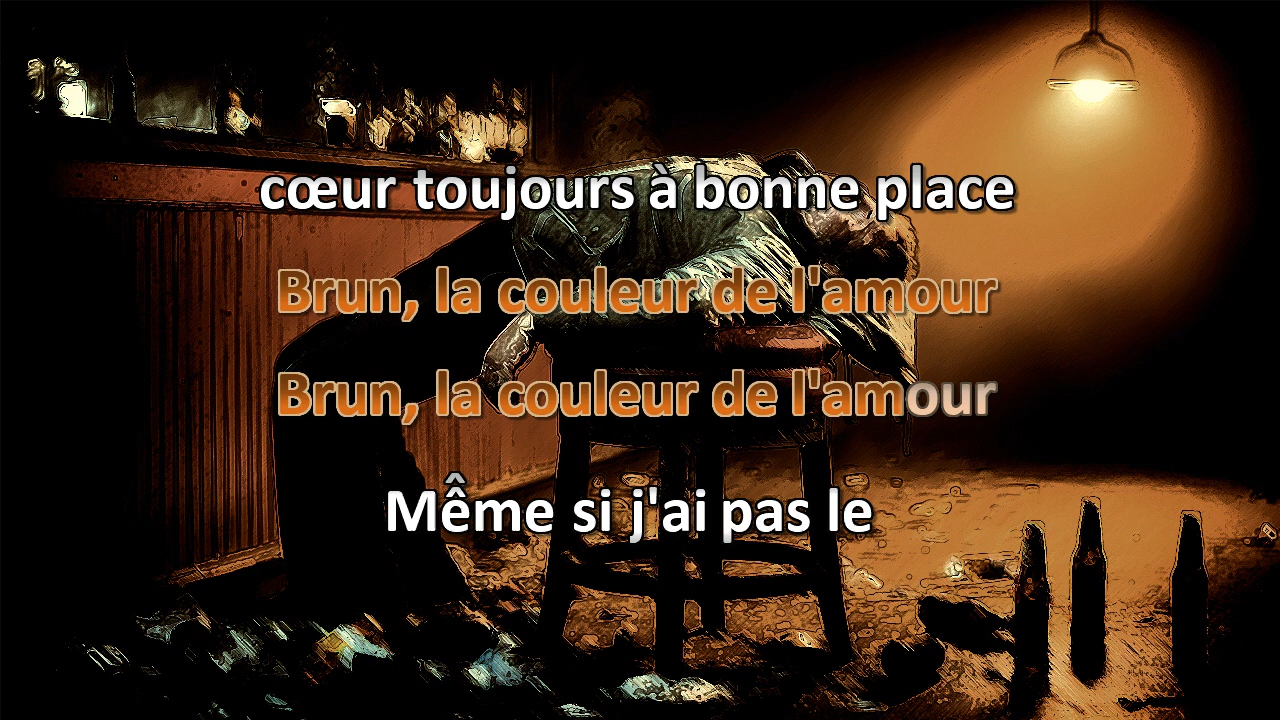 cœur toujours à bonne place
Brun, la couleur de l'amour
Brun, la couleur de l'amour
Même si j'ai pas le